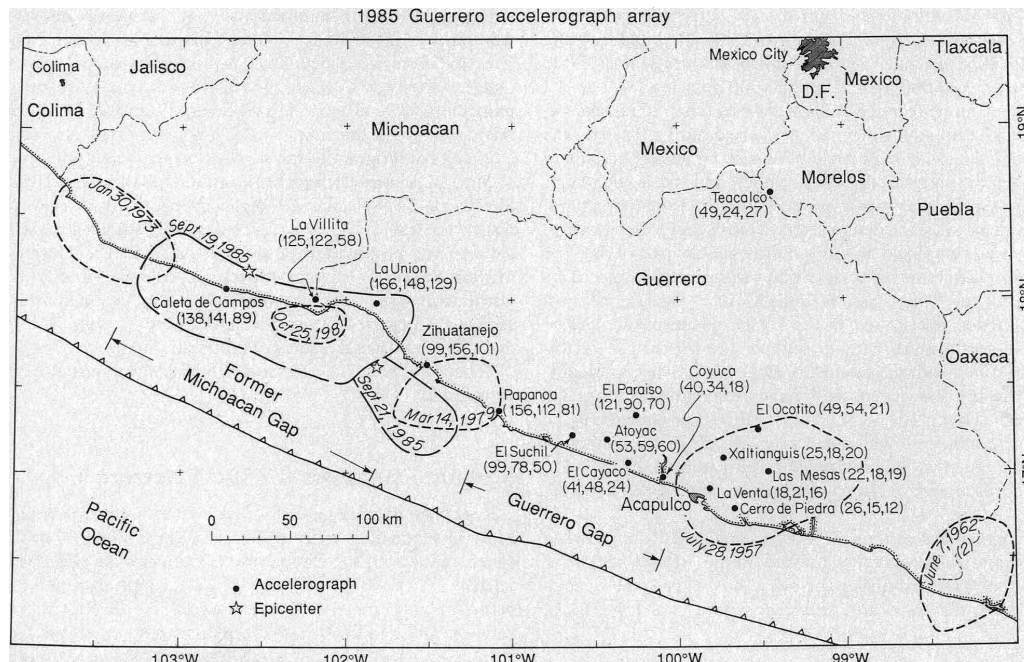 1985 Guerrero accelerograph array
Colima
Colima
Jalisco
Michoacan
Mexico
Mexico City
D.F.
Mexico
Tlaxcala
Morelos
Puebla
Guerrero
Oaxaca
19°N
18°N
Teacalco
(49,24,27)
Jan 30, 1973
Sept 19, 1985
La Villita
(125,122,58)
La Union
(166,148,129)
Caleta de Campos
(138,141,89)
Oct 25, 198
Zihuatanejo
(99,156,101)
Former
Michoacan Gap
Sept 21, 1985
Mar 14, 1979
Papanoa
(156,112,81)
El Suchil
(99,78,50)
El Paraiso
(121,90,70)
Atoyac
(53,59,60)
El Cayaco
(41,48,24)
Coyuca
(40,34,18)
El Ocotito (49,54,21)
Xaltianguis (25,18,20)
Las Mesas (22,18,19)
La Venta (18,21,16)
Cerro de Piedra (26,15,12)
Acapulco
July 28, 1957
June 7, 1962
(2)
Guerrero Gap
Pacific
Ocean
0 50 100 km
Accelerograph
Epicenter
103°W
102°W
101°W
100°W
99°W